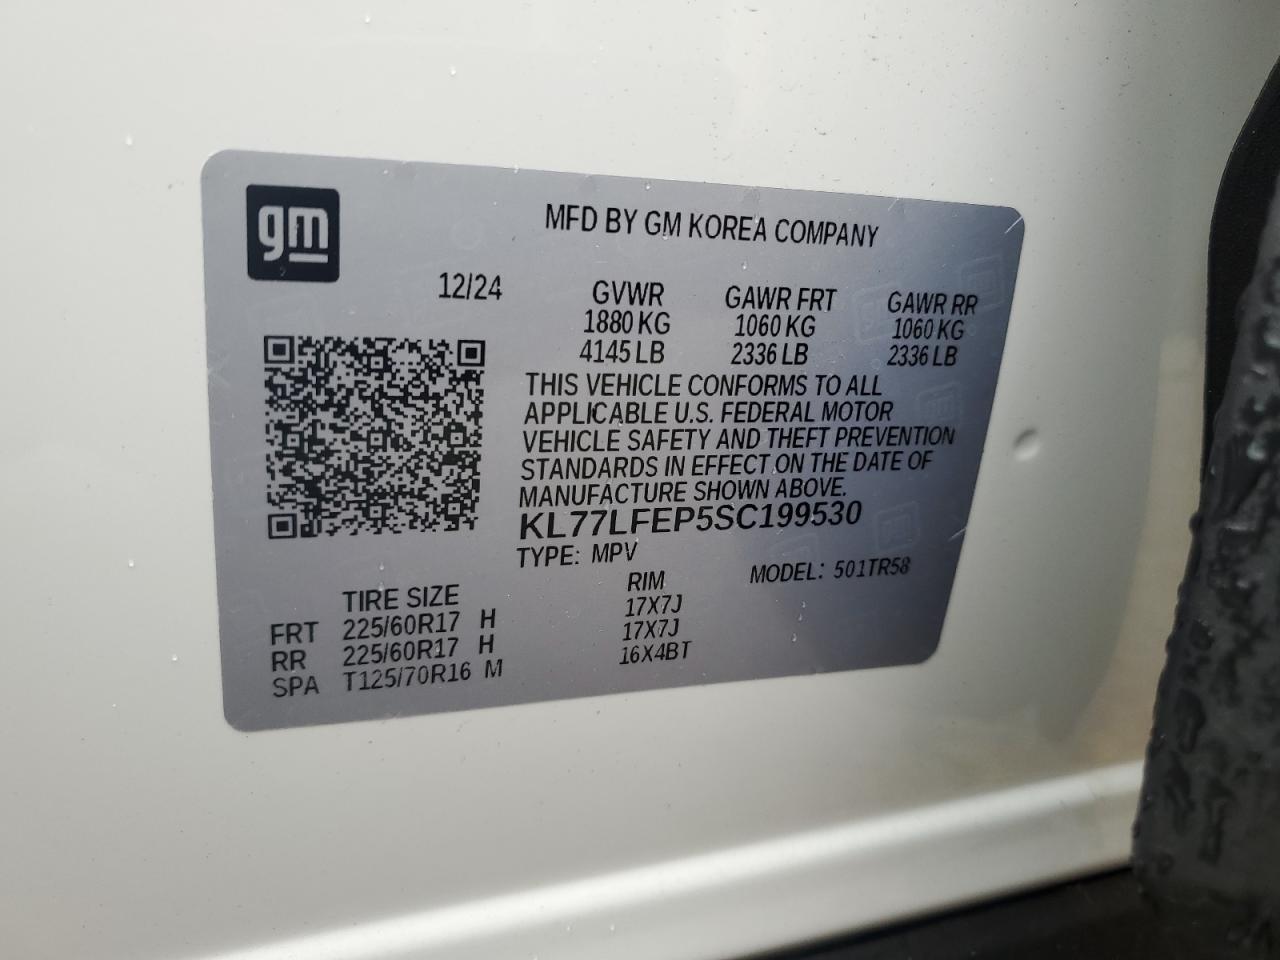 gm
MFD BY GM KOREA COMPANY
12/24
GVWR GAWR FRT GAWR RR
1880 KG 1060 KG 1060 KG
4145 LB 2336 LB 2336 LB
THIS VEHICLE CONFORMS TO ALL
APPLICABLE U.S. FEDERAL MOTOR
VEHICLE SAFETY AND THEFT PREVENTION
STANDARDS IN EFFECT ON THE DATE OF
MANUFACTURE SHOWN ABOVE.
KL77LFEP5SC199530
TYPE: MPV MODEL: 501TR58
TIRE SIZE RIM
FRT 225/60R17 H 17X7J
RR 225/60R17 H 17X7J
SPA T125/70R16 M 16X4BT